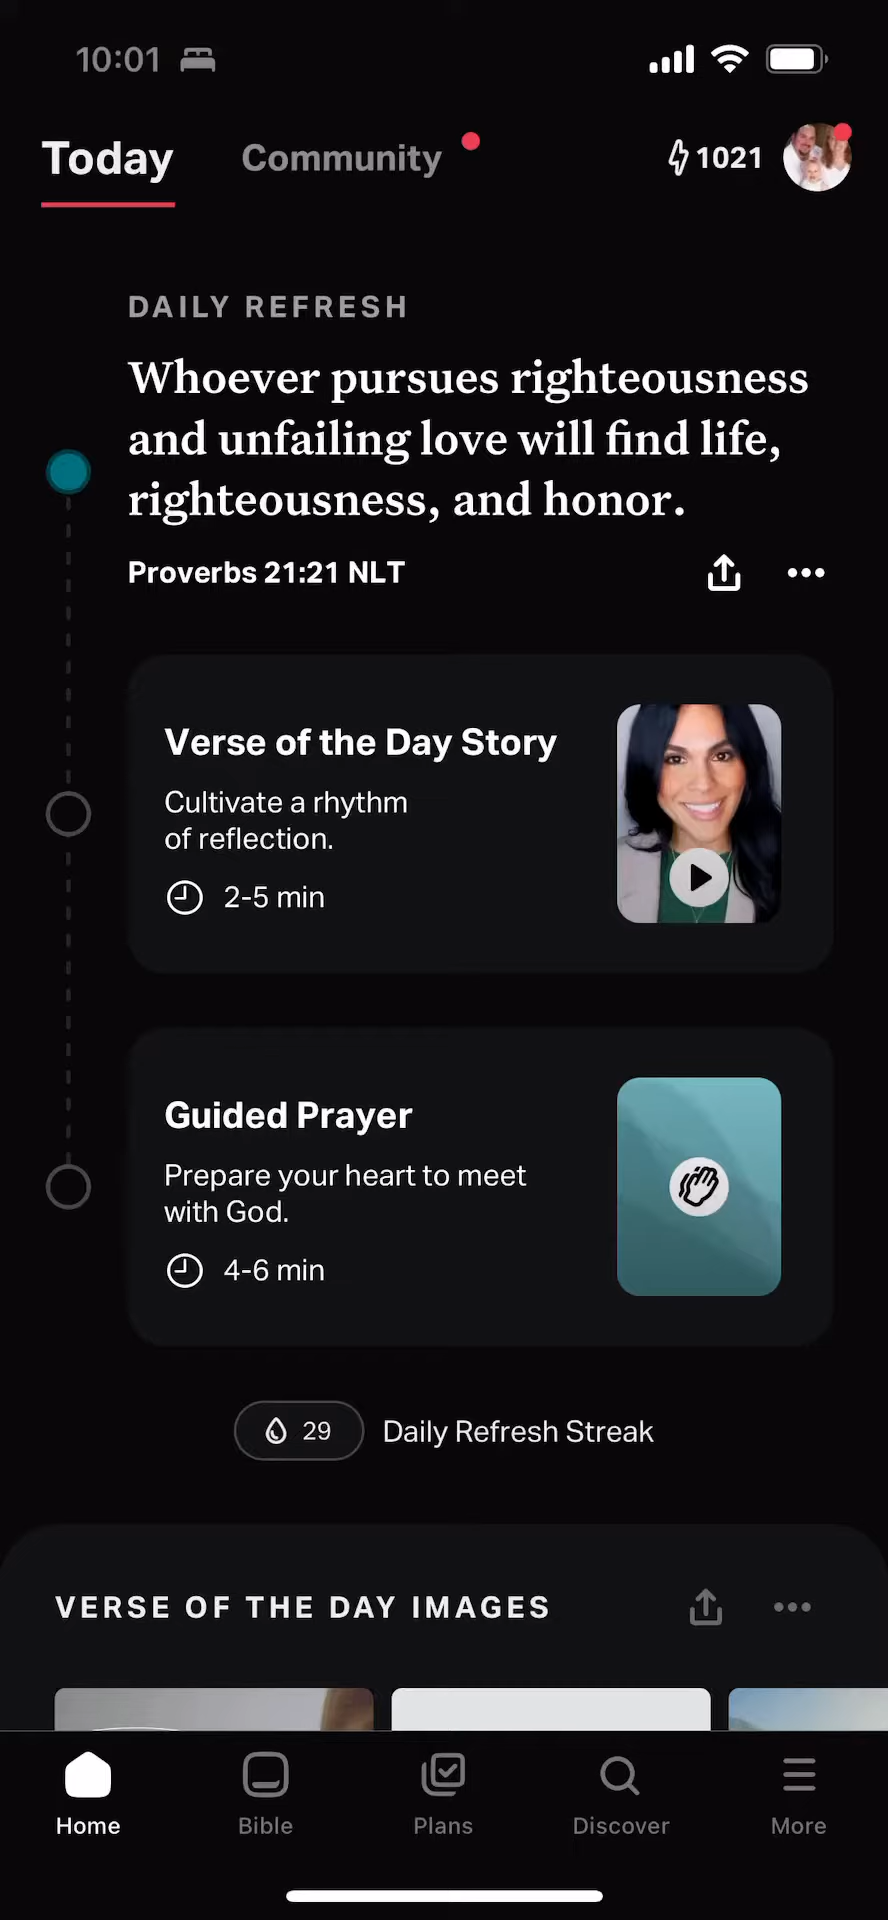 10:01
Today
Community
1021
DAILY REFRESH
Whoever pursues righteousness
and unfailing love will find life,
righteousness, and honor.
Proverbs 21:21 NLT
Verse of the Day Story
Cultivate a rhythm
of reflection.
2-5 min
Guided Prayer
Prepare your heart to meet
with God.
4-6 min
29
Daily Refresh Streak
VERSE OF THE DAY IMAGES
Home
Bible
Plans
Discover
More